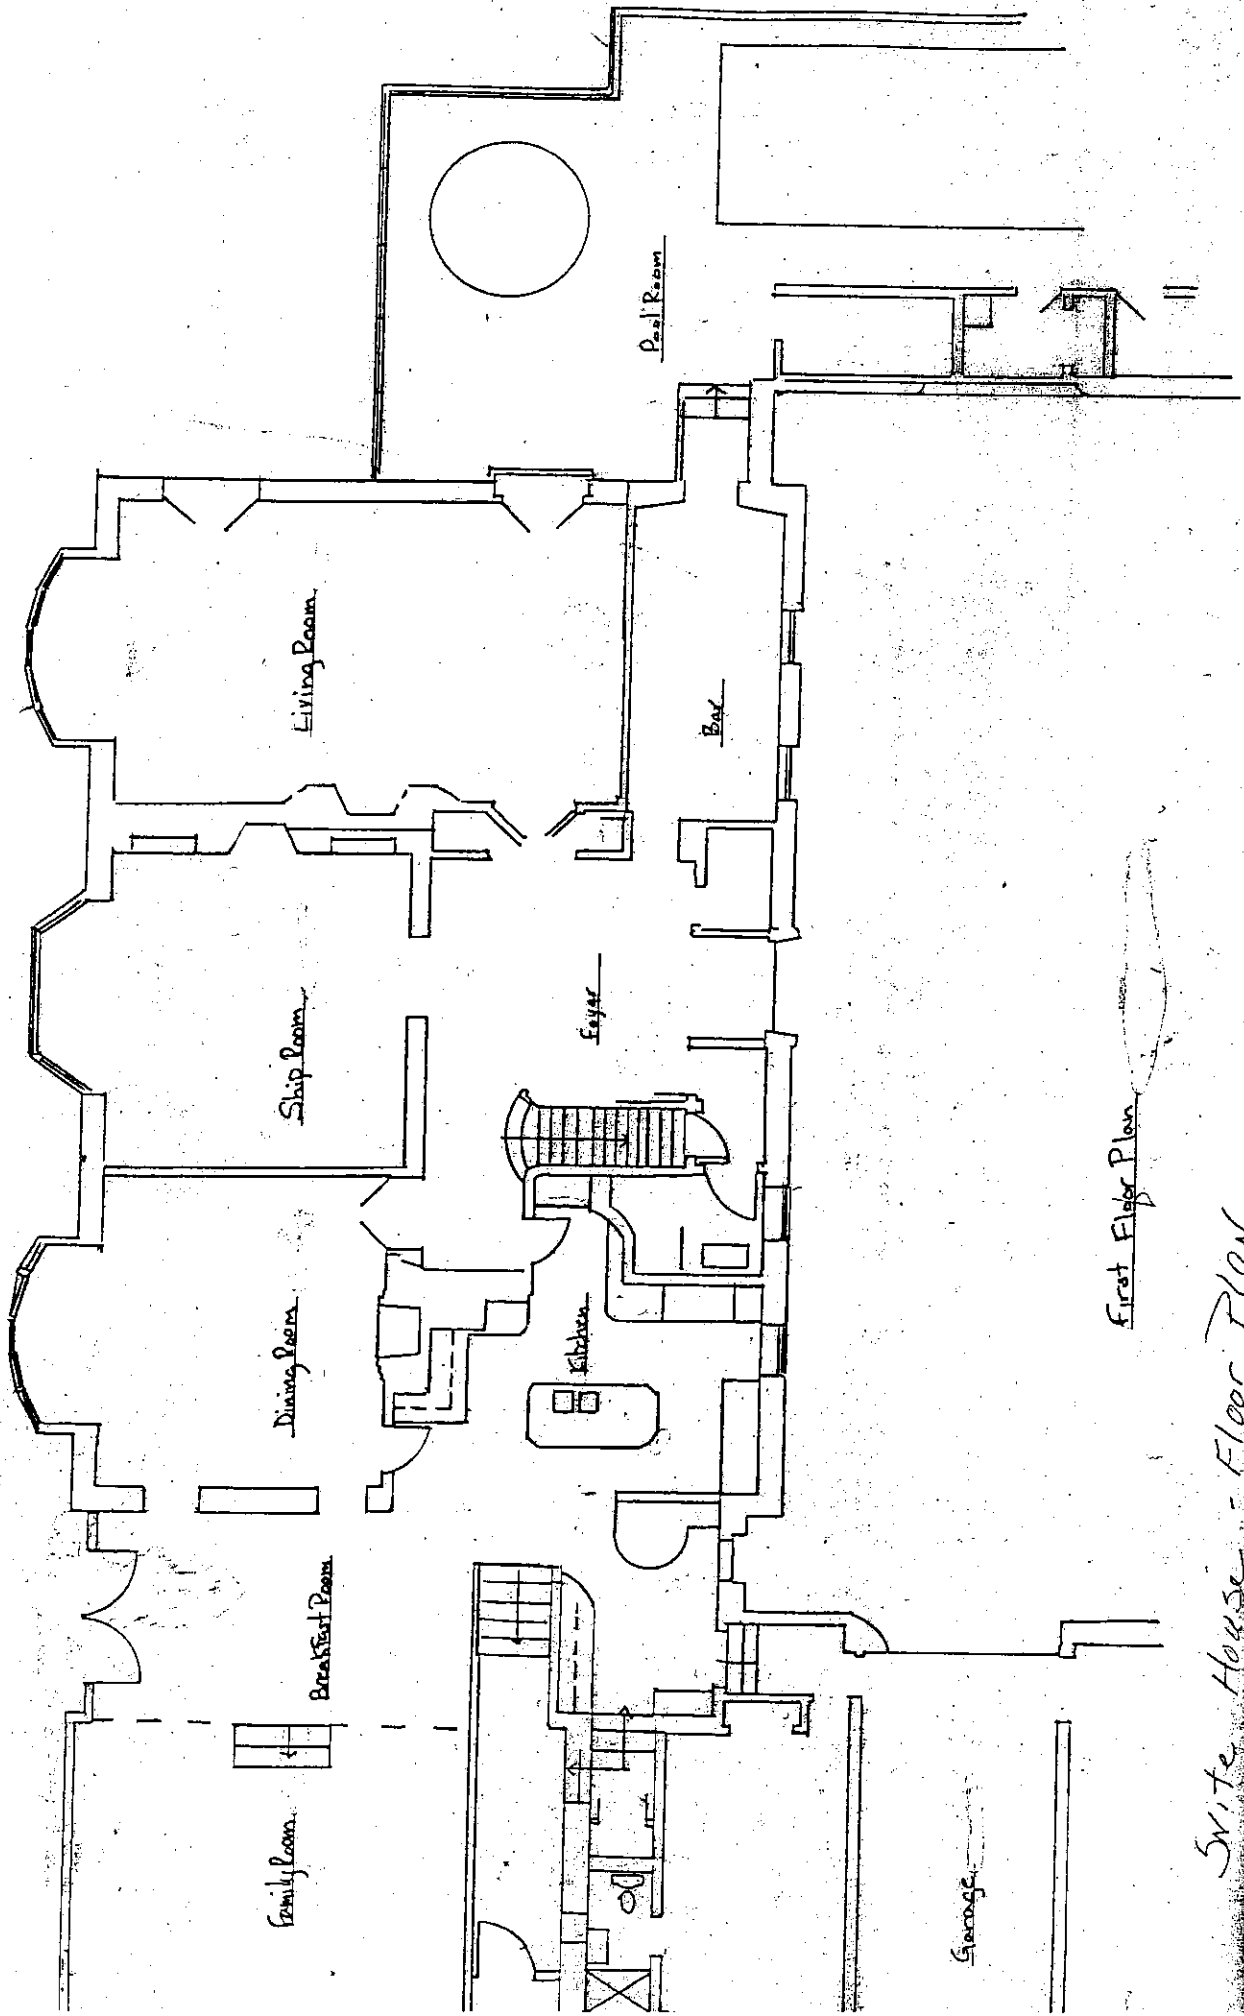 Family Room
Breakfast Room
Dining Room
Ship Room
Living Room
Pool Room
Kitchen
Foyer
Bar
Garage
First Floor Plan
House - Floor Plan